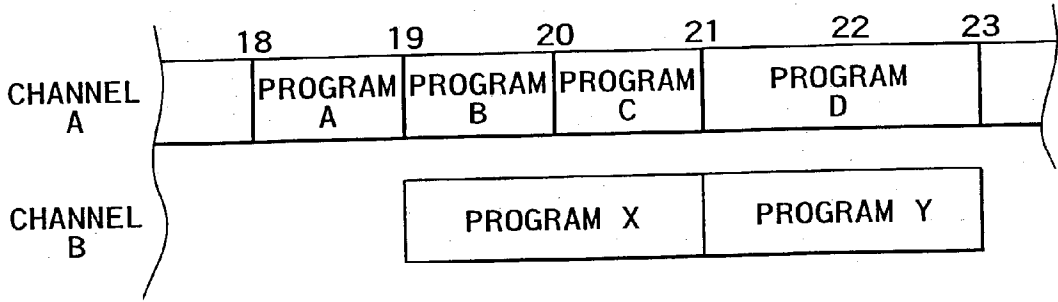 18 19 20 21 22 23
CHANNEL
A
PROGRAM
A
PROGRAM
B
PROGRAM
C
PROGRAM
D
CHANNEL
B
PROGRAM X
PROGRAM Y